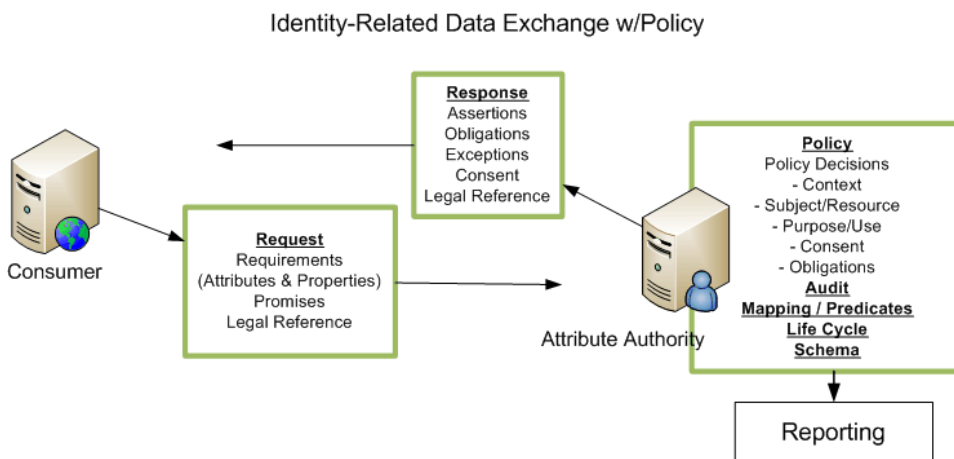 Identity-Related Data Exchange w/Policy
Response
Assertions
Obligations
Exceptions
Consent
Legal Reference
Consumer
Request
Requirements
(Attributes & Properties)
Promises
Legal Reference
Attribute Authority
Policy
Policy Decisions
- Context
- Subject/Resource
- Purpose/Use
- Consent
- Obligations
Audit
Mapping / Predicates
Life Cycle
Schema
Reporting